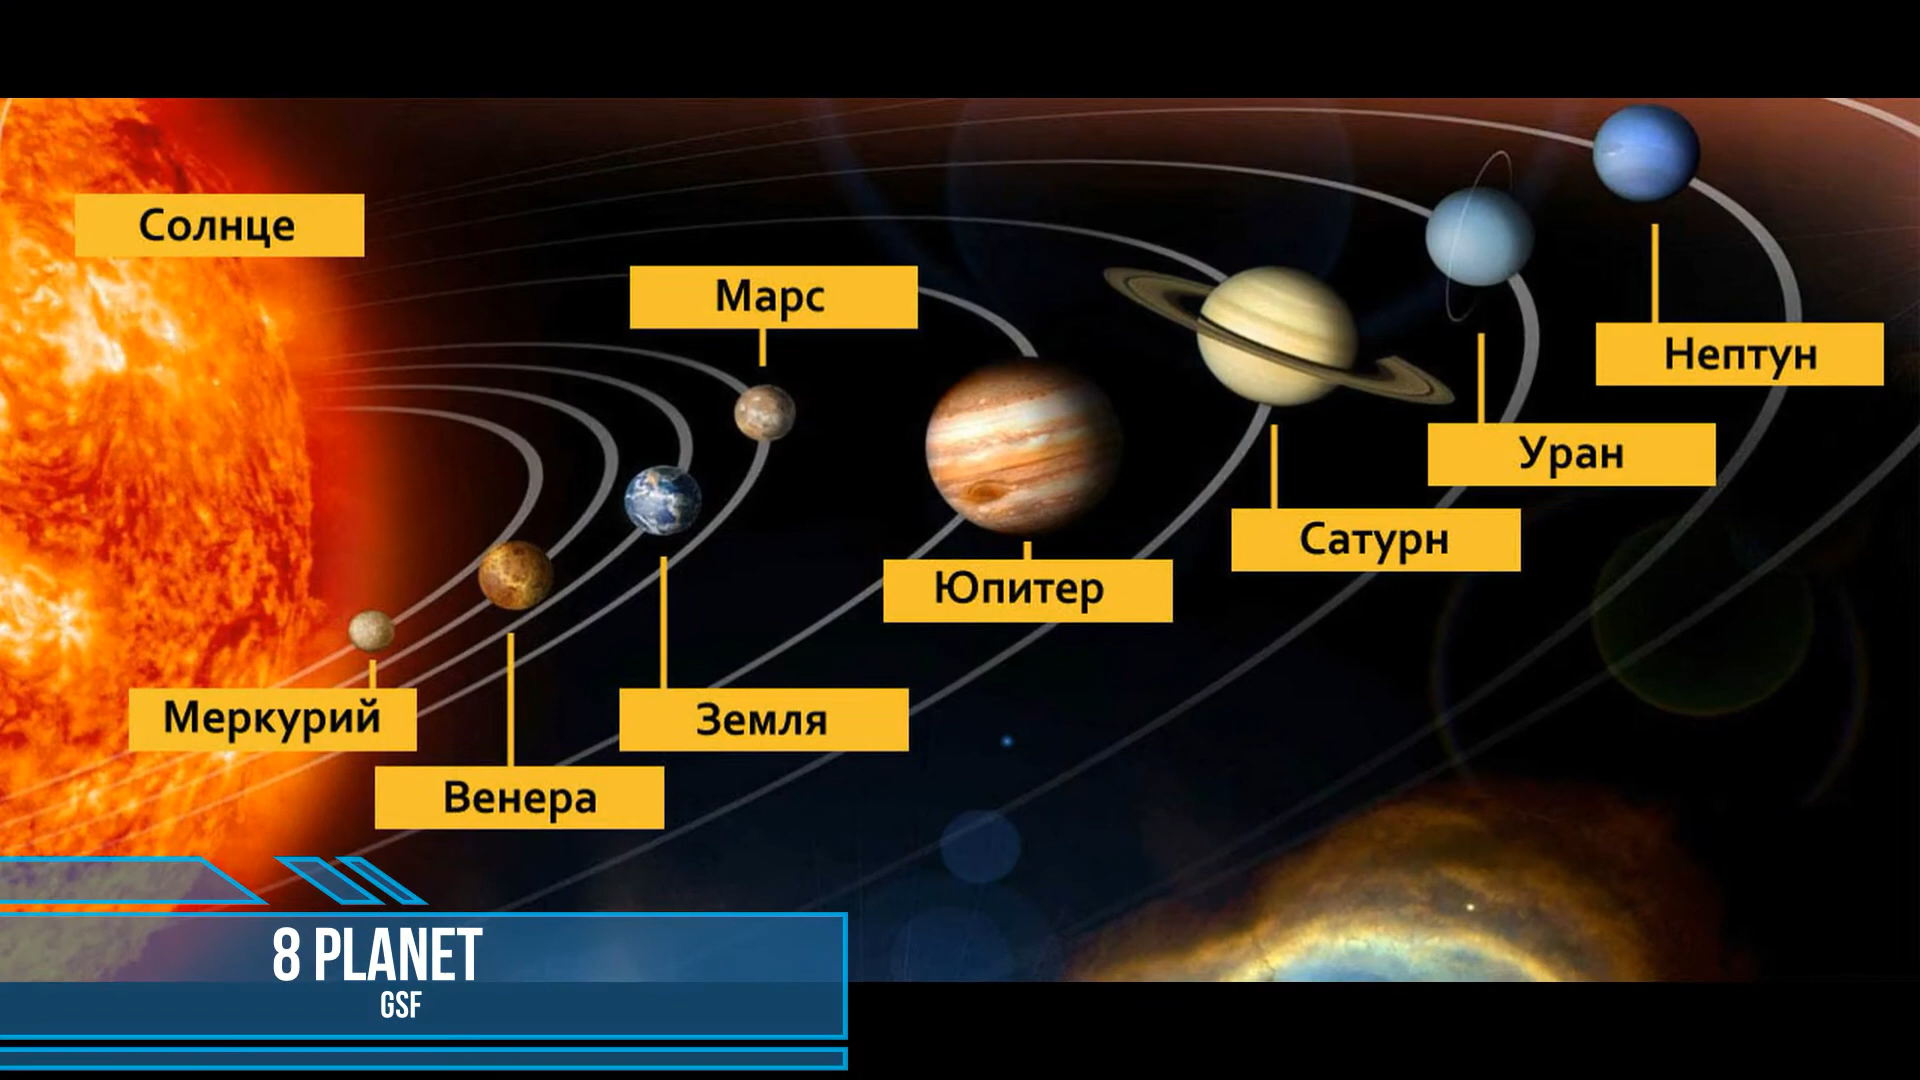 Солнце
Марс
Нептун
Уран
Сатурн
Юпитер
Меркурий
Земля
Венера
8 PLANET
GSF